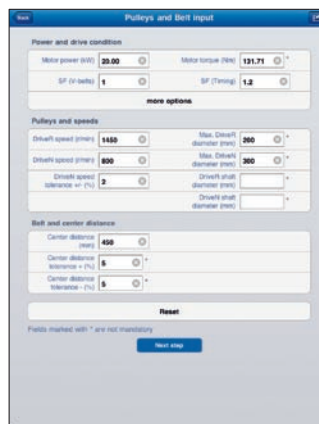 Back
Pulleys and Belt input
Power and drive condition
Motor power (kW) 20.00 Motor torque (Nm) 131.71 *
SF (V-belts) 1 SF (Timing) 1.2 *
more options
Pulleys and speeds
DriveR speed (r/min) 1450 Max. DriveR diameter (mm) 260 *
DriveN speed (r/min) 800 Max. DriveN diameter (mm) 300 *
DriveN speed tolerance +/- (%) 2 DriveR shaft diameter (mm) *
DriveN shaft diameter (mm) *
Belt and center distance
Center distance (mm) 450
Center distance tolerance + (%) 5 *
Center distance tolerance - (%) 5 *
Reset
Fields marked with * are not mandatory
Next step